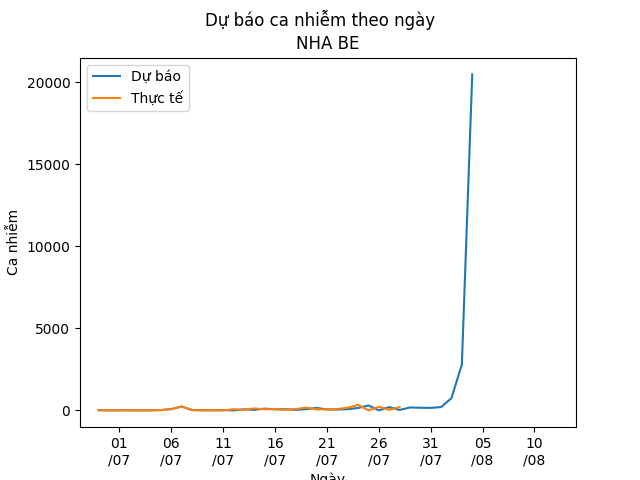 Dự báo ca nhiễm theo ngày
NHA BE
Dự báo
Thực tế
Ca nhiễm
20000
15000
10000
5000
0
01 06 11 16 21 26 31 05 10
/07 /07 /07 /07 /07 /07 /07 /08 /08
Ngày